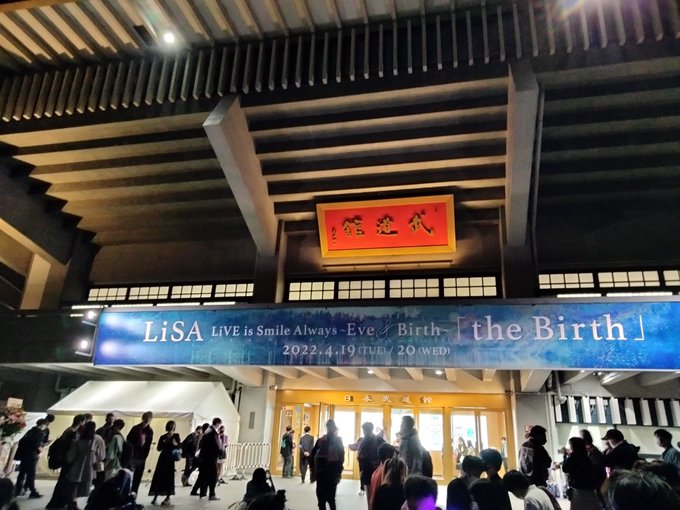 武道館
LiSA LiVE is Smile Always -Eve & Birth- 「the Birth」
2022.4.19(TUE) / 20(WED)
日本武道館